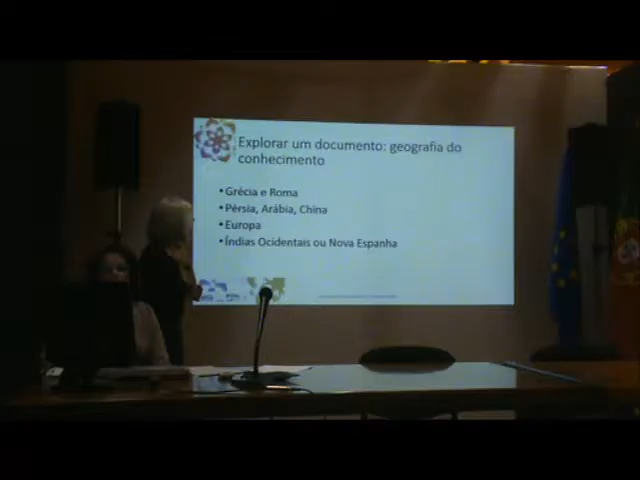 Explorar um documento: geografia do
conhecimento
• Grécia e Roma
• Pérsia, Arábia, China
• Europa
• Índias Ocidentais ou Nova Espanha